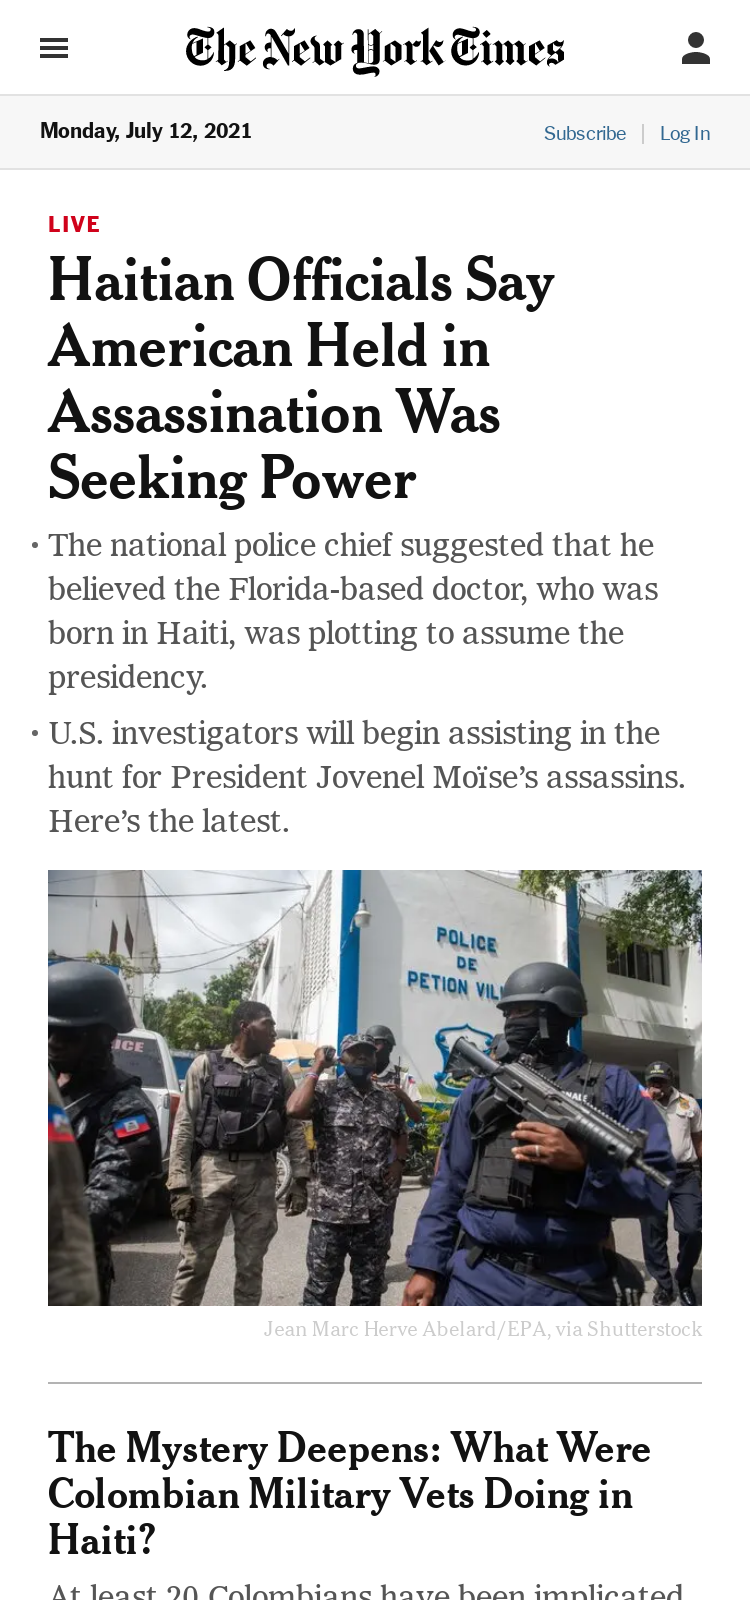 The New York Times
Monday, July 12, 2021
Subscribe | Log In
LIVE
Haitian Officials Say
American Held in
Assassination Was
Seeking Power
• The national police chief suggested that he
believed the Florida-based doctor, who was
born in Haiti, was plotting to assume the
presidency.
• U.S. investigators will begin assisting in the
hunt for President Jovenel Moïse’s assassins.
Here’s the latest.
POLICE
DE
PETION VIL
ICE
NALE
Jean Marc Herve Abelard/EPA, via Shutterstock
The Mystery Deepens: What Were
Colombian Military Vets Doing in
Haiti?
At least 20 Colombians have been implicated